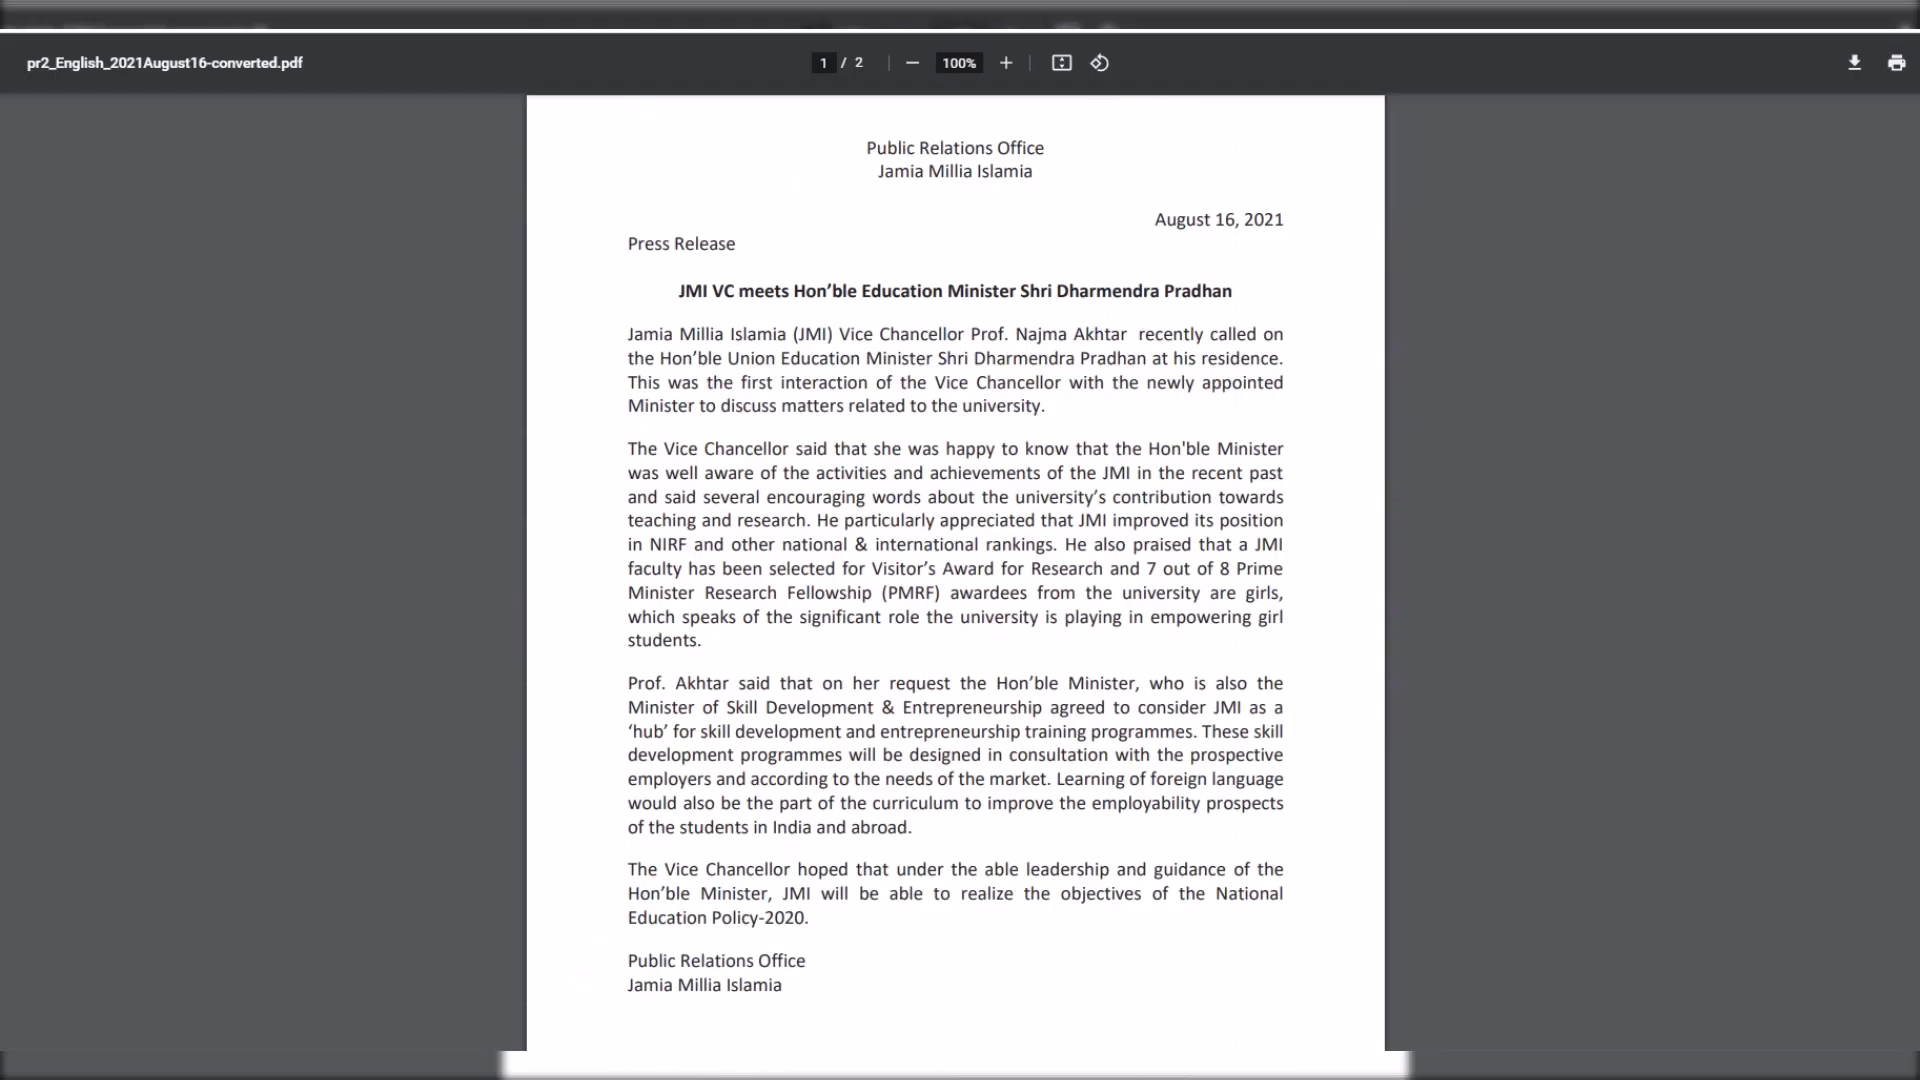 pr2_English_2021August16-converted.pdf
1 / 2
100%
Public Relations Office
Jamia Millia Islamia
August 16, 2021
Press Release
JMI VC meets Hon’ble Education Minister Shri Dharmendra Pradhan
Jamia Millia Islamia (JMI) Vice Chancellor Prof. Najma Akhtar recently called on
the Hon’ble Union Education Minister Shri Dharmendra Pradhan at his residence.
This was the first interaction of the Vice Chancellor with the newly appointed
Minister to discuss matters related to the university.
The Vice Chancellor said that she was happy to know that the Hon'ble Minister
was well aware of the activities and achievements of the JMI in the recent past
and said several encouraging words about the university’s contribution towards
teaching and research. He particularly appreciated that JMI improved its position
in NIRF and other national & international rankings. He also praised that a JMI
faculty has been selected for Visitor’s Award for Research and 7 out of 8 Prime
Minister Research Fellowship (PMRF) awardees from the university are girls,
which speaks of the significant role the university is playing in empowering girl
students.
Prof. Akhtar said that on her request the Hon’ble Minister, who is also the
Minister of Skill Development & Entrepreneurship agreed to consider JMI as a
‘hub’ for skill development and entrepreneurship training programmes. These skill
development programmes will be designed in consultation with the prospective
employers and according to the needs of the market. Learning of foreign language
would also be the part of the curriculum to improve the employability prospects
of the students in India and abroad.
The Vice Chancellor hoped that under the able leadership and guidance of the
Hon’ble Minister, JMI will be able to realize the objectives of the National
Education Policy-2020.
Public Relations Office
Jamia Millia Islamia